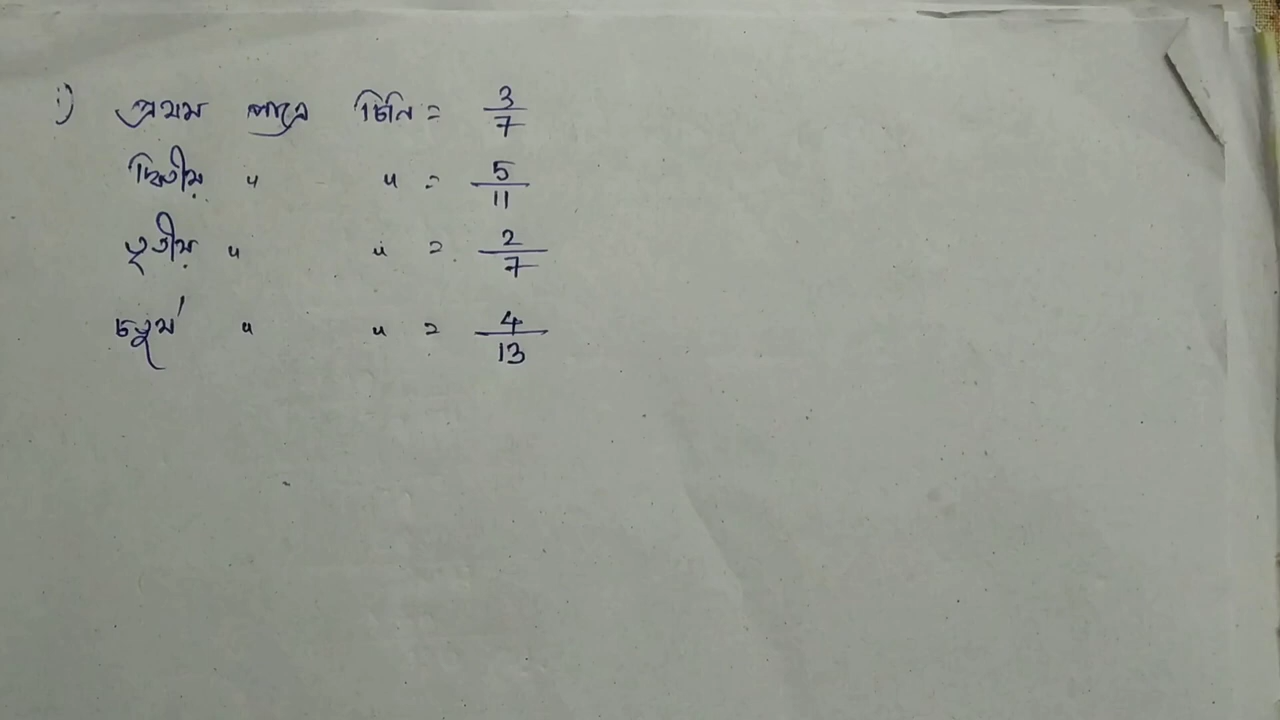 i) প্রথম পাত্রে চিনি = 3/7
দ্বিতীয় " " = 5/11
তৃতীয় " " = 2/7
চতুর্থ " " = 4/13